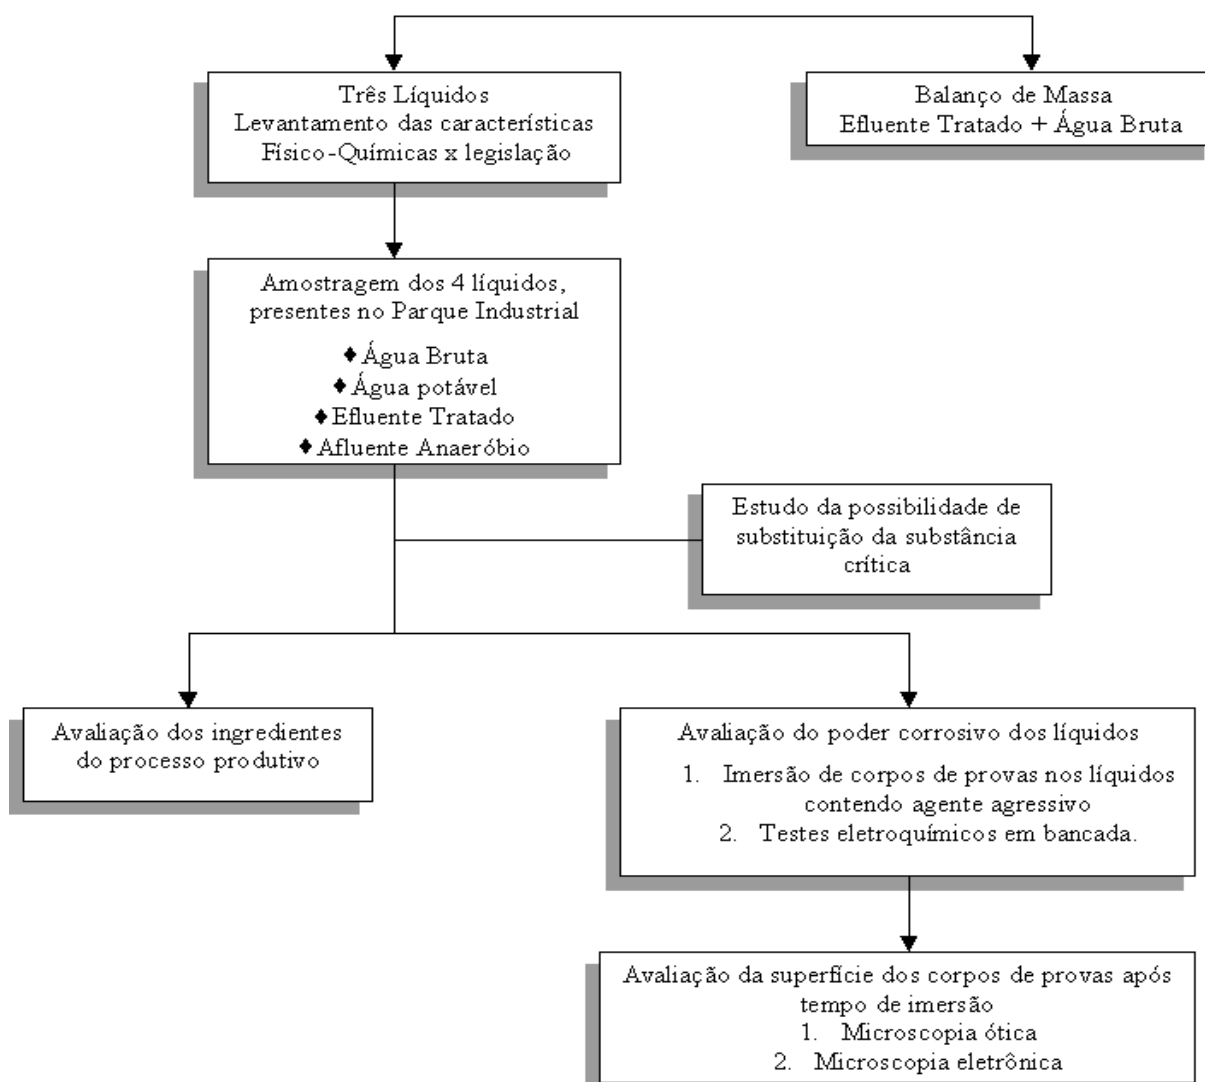 Três Líquidos
Levantamento das características
Físico-Químicas x legislação
Balanço de Massa
Efluente Tratado + Água Bruta
Amostragem dos 4 líquidos,
presentes no Parque Industrial
♦ Água Bruta
♦ Água potável
♦ Efluente Tratado
♦ Afluente Anaeróbio
Estudo da possibilidade de
substituição da substância
crítica
Avaliação dos ingredientes
do processo produtivo
Avaliação do poder corrosivo dos líquidos
1. Imersão de corpos de provas nos líquidos
contendo agente agressivo
2. Testes eletroquímicos em bancada.
Avaliação da superfície dos corpos de provas após
tempo de imersão
1. Microscopia ótica
2. Microscopia eletrônica